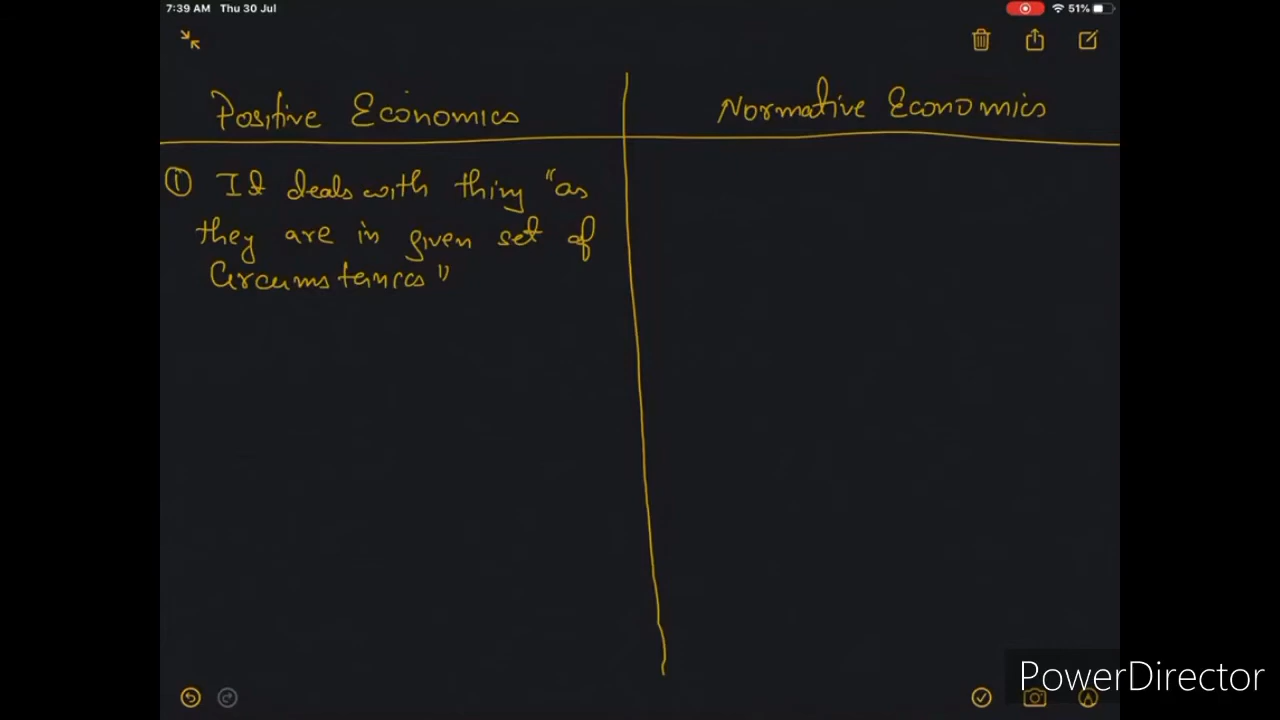 7:39 AM Thu 30 Jul
51%
Positive Economics
Normative Economics
① It deals with thing "as
they are in given set of
Circumstances"
PowerDirector